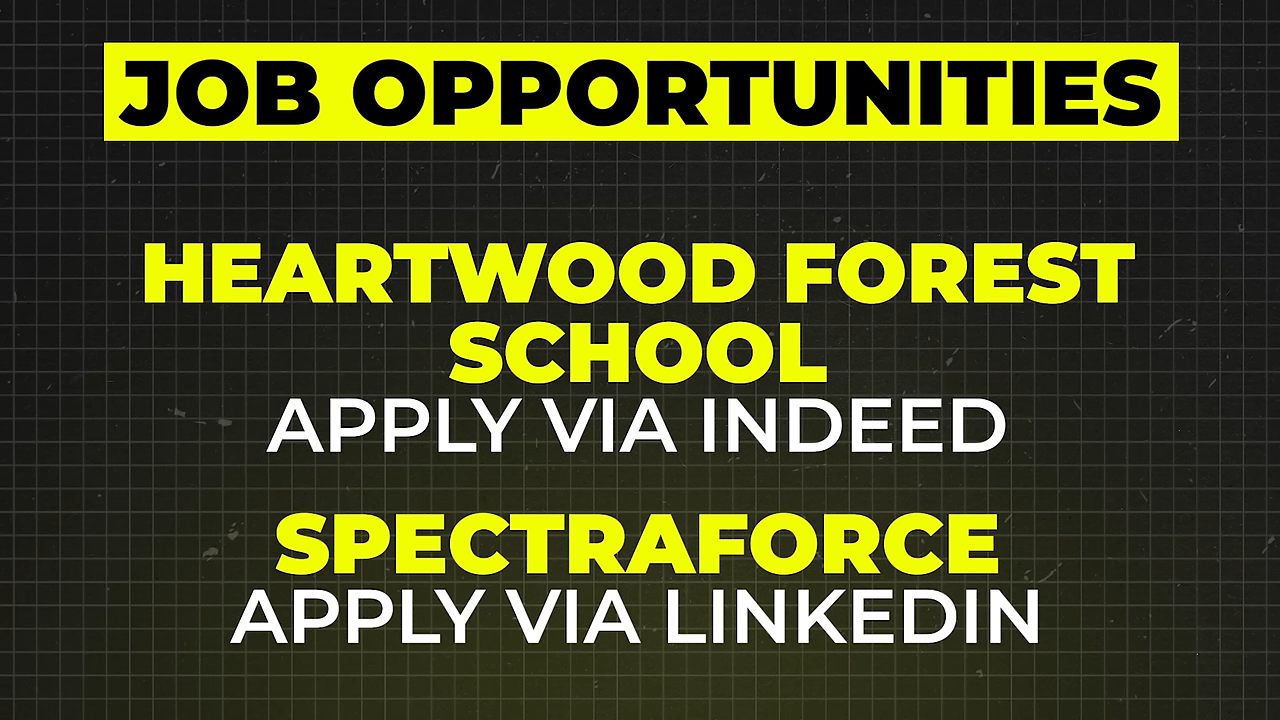 JOB OPPORTUNITIES
HEARTWOOD FOREST
SCHOOL
APPLY VIA INDEED
SPECTRAFORCE
APPLY VIA LINKEDIN